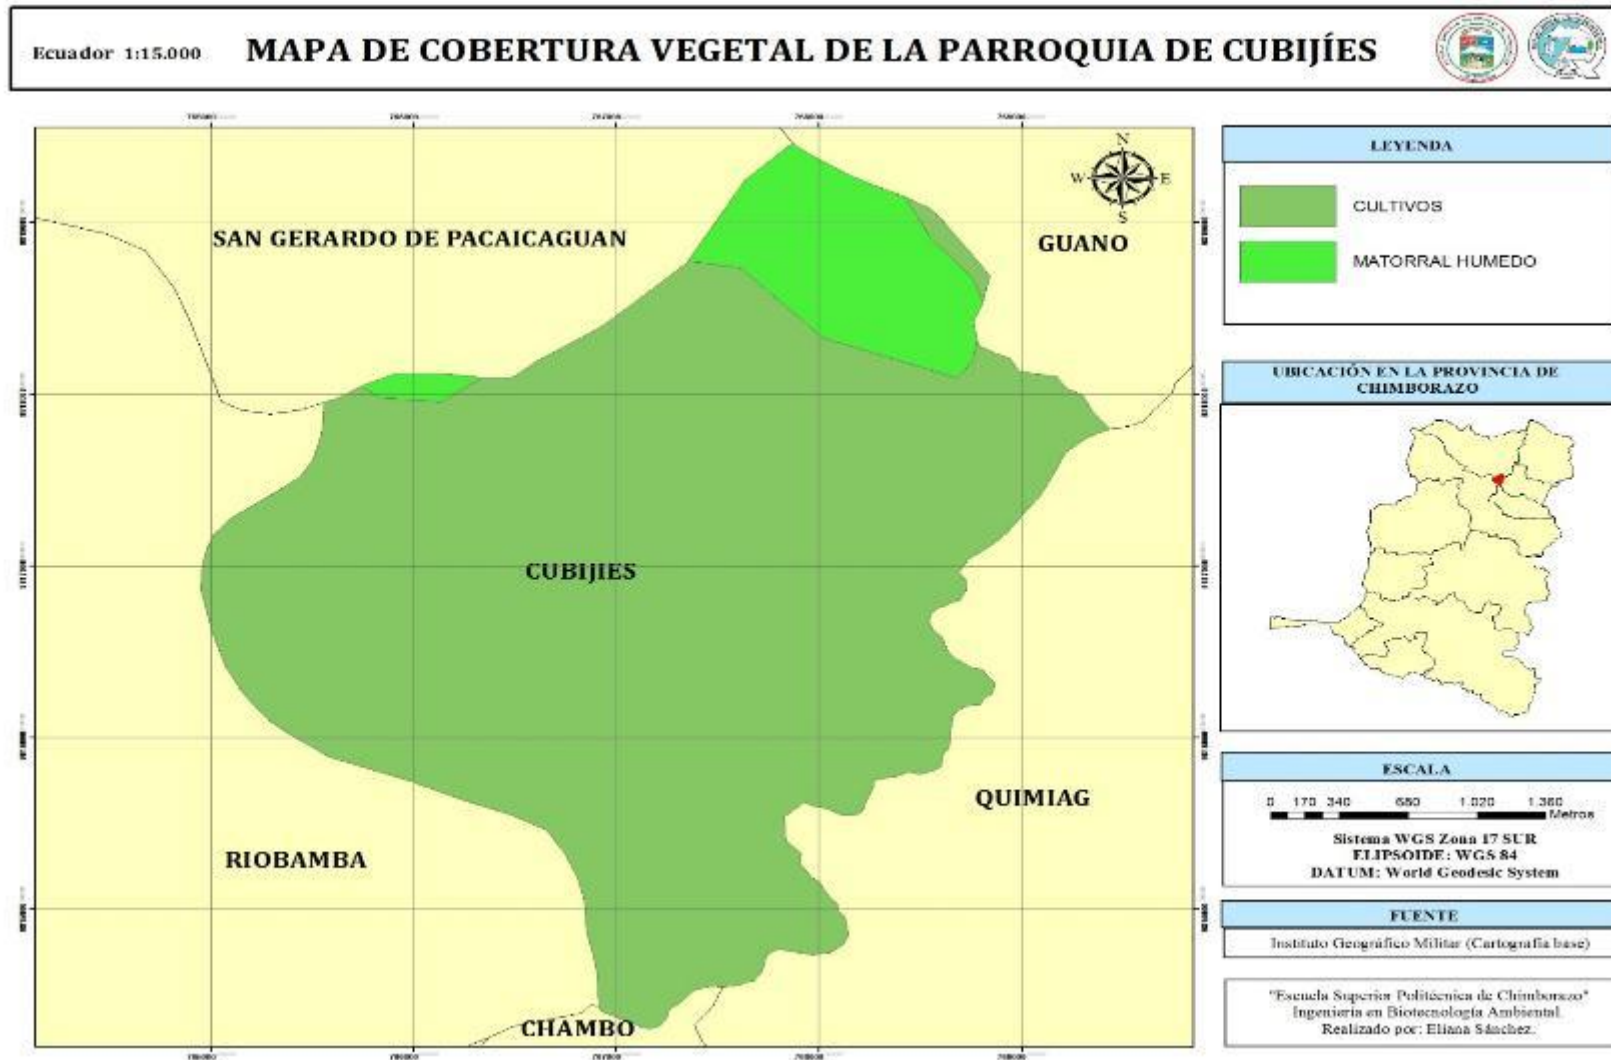 Ecuador 1:15.000
MAPA DE COBERTURA VEGETAL DE LA PARROQUIA DE CUBIJÍES
N
W E
S
SAN GERARDO DE PACAICAGUAN
GUANO
CUBIJIES
QUIMIAG
RIOBAMBA
CHAMBO
LEYENDA
CULTIVOS
MATORRAL HUMEDO
UBICACIÓN EN LA PROVINCIA DE
CHIMBORAZO
ESCALA
0 170 340 680 1.020 1.360
Metros
Sistema WGS Zona 17 SUR
ELIPSOIDE: WGS 84
DATUM: World Geodesic System
FUENTE
Instituto Geográfico Militar (Cartografia base)
"Escuela Superior Politécnica de Chimborazo"
Ingeniería en Biotecnología Ambiental.
Realizado por: Eliana Sánchez.